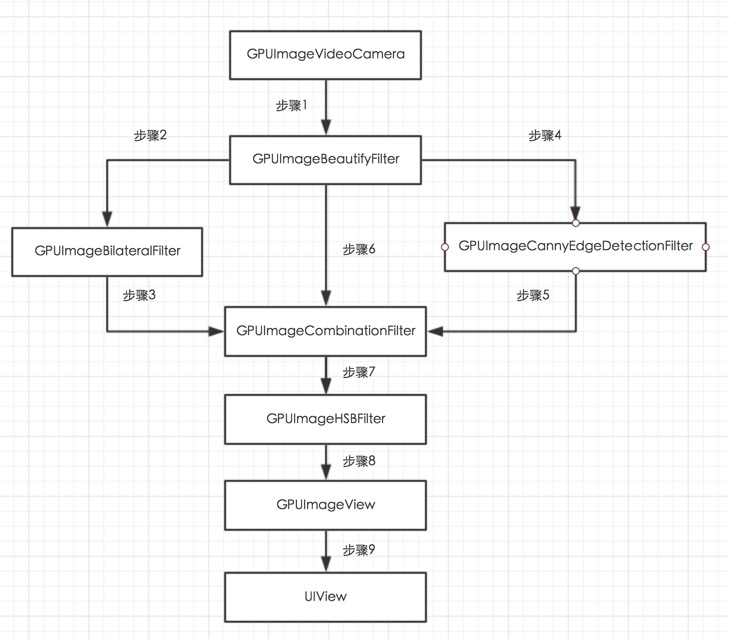 GPUImageVideoCamera
步骤1
步骤2
步骤4
GPUImageBeautifyFilter
GPUImageBilateralFilter
步骤6
GPUImageCannyEdgeDetectionFilter
步骤3
步骤5
GPUImageCombinationFilter
步骤7
GPUImageHSBFilter
步骤8
GPUImageView
步骤9
UIView